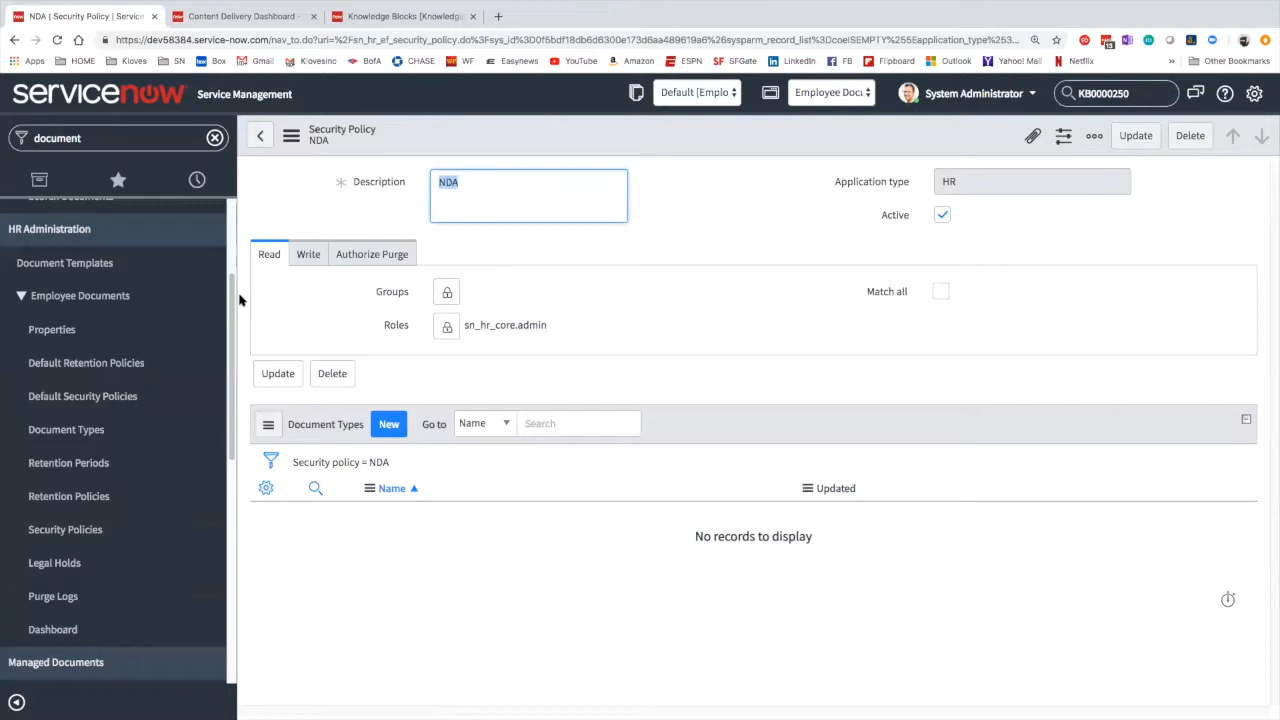 NDA | Security Policy | Service
Content Delivery Dashboard -
Knowledge Blocks [Knowledge
https://dev58384.service-now.com/nav_to.do?uri=%2Fsn_hr_ef_security_policy.do%3Fsys_id%3D0f5bdf18db6d6300e173d6aa489619a6%26sysparm_record_list%3DcoelSEMPTY%255Eapplication_type%253...
13
Apps HOME Kloves SN Box Gmail Klovesinc BofA CHASE WF Easynews YouTube Amazon ESPN SFGate LinkedIn FB Flipboard Outlook Yahoo! Mail Netflix » Other Bookmarks
servicenow Service Management
Default [Emplo
Employee Docu
System Administrator
KB0000250
document
Security Policy
NDA
Update
Delete
HR Administration
Document Templates
Employee Documents
Properties
Default Retention Policies
Default Security Policies
Document Types
Retention Periods
Retention Policies
Security Policies
Legal Holds
Purge Logs
Dashboard
Managed Documents
Description
NDA
Application type
HR
Active
Read
Write
Authorize Purge
Groups
Match all
Roles
sn_hr_core.admin
Update
Delete
Document Types
New
Go to
Name
Search
Security policy = NDA
Name
Updated
No records to display